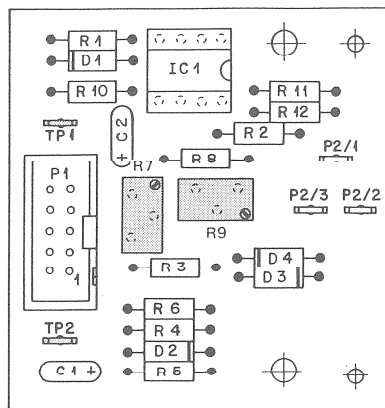 R1
D1
IC1
R10
R11
R12
TP1
C2
R2
P2/1
R7
R8
P1
P2/3
P2/2
R9
R3
D4
D3
1
R6
TP2
R4
D2
C1 +
R5
+